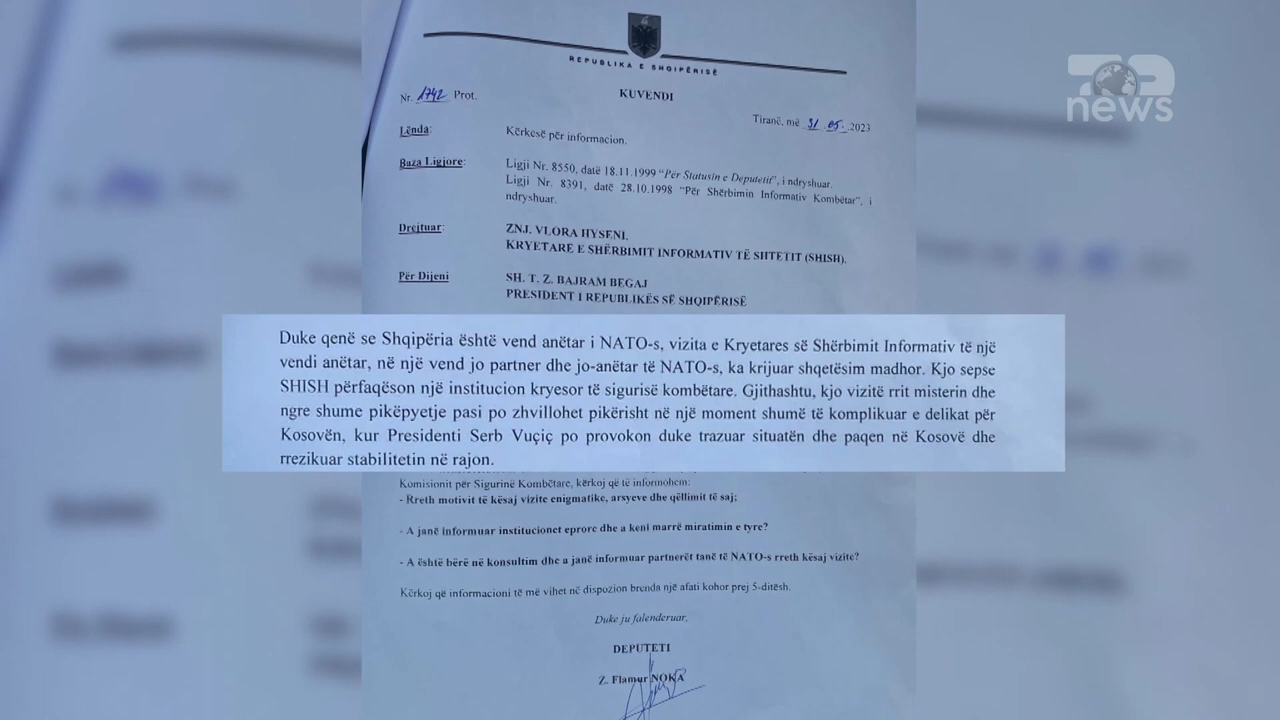 REPUBLIKA E SHQIPËRISË
KUVENDI
Nr. 1742 Prot.
Tiranë, më 31 05. 2023
Lënda:
Kërkesë për informacion.
Baza Ligjore:
Ligji Nr. 8550, datë 18.11.1999 “Për Statusin e Deputetit”, i ndryshuar.
Ligji Nr. 8391, datë 28.10.1998 “Për Shërbimin Informativ Kombëtar”, i
ndryshuar.
Drejtuar:
ZNJ. VLORA HYSENI,
KRYETARE E SHËRBIMIT INFORMATIV TË SHTETIT (SHISH).
Për Dijeni
SH. T. Z. BAJRAM BEGAJ
PRESIDENT I REPUBLIKËS SË SHQIPËRISË
Duke qenë se Shqipëria është vend anëtar i NATO-s, vizita e Kryetares së Shërbimit Informativ të një
vendi anëtar, në një vend jo partner dhe jo-anëtar të NATO-s, ka krijuar shqetësim madhor. Kjo sepse
SHISH përfaqëson një institucion kryesor të sigurisë kombëtare. Gjithashtu, kjo vizitë rrit misterin dhe
ngre shume pikëpyetje pasi po zhvillohet pikërisht në një moment shumë të komplikuar e delikat për
Kosovën, kur Presidenti Serb Vuçiç po provokon duke trazuar situatën dhe paqen në Kosovë dhe
rrezikuar stabilitetin në rajon.
Komisionit për Sigurinë Kombëtare, kërkoj që të informohem:
- Rreth motivit të kësaj vizite enigmatike, arsyeve dhe qëllimit të saj;
- A janë informuar institucionet eprore dhe a keni marrë miratimin e tyre?
- A është bërë në konsultim dhe a janë informuar partnerët tanë të NATO-s rreth kësaj vizite?
Kërkoj që informacioni të më vihet në dispozion brenda një afati kohor prej 5-ditësh.
Duke ju falenderuar,
DEPUTETI
Z. Flamur NOKA
news